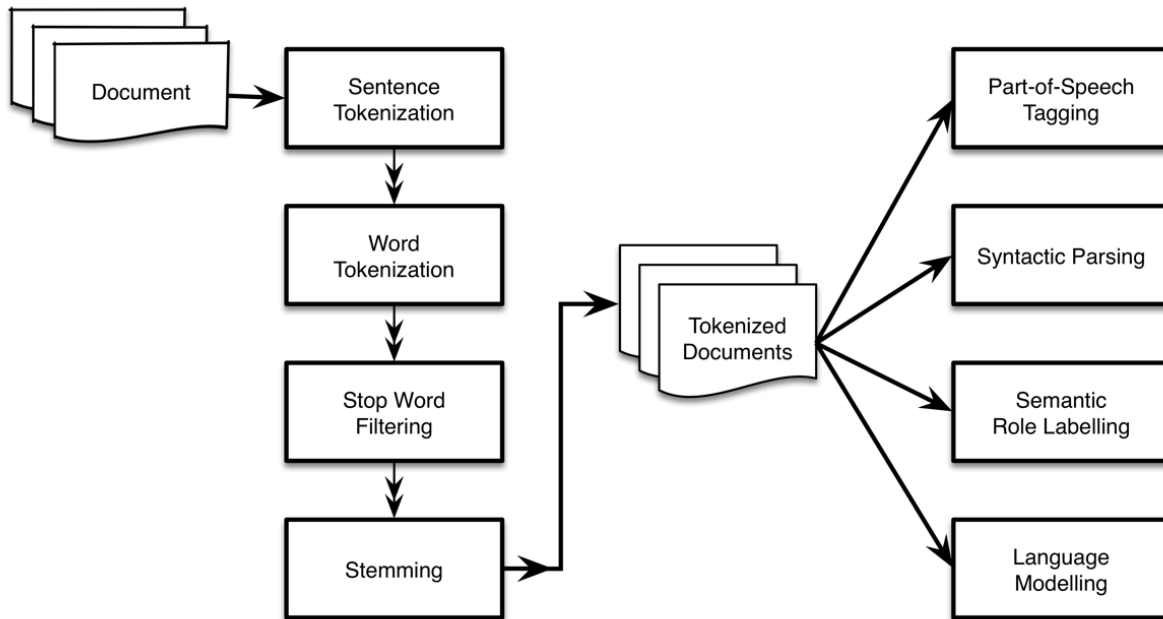 Document
Sentence
Tokenization
Word
Tokenization
Stop Word
Filtering
Stemming
Tokenized
Documents
Part-of-Speech
Tagging
Syntactic Parsing
Semantic
Role Labelling
Language
Modelling